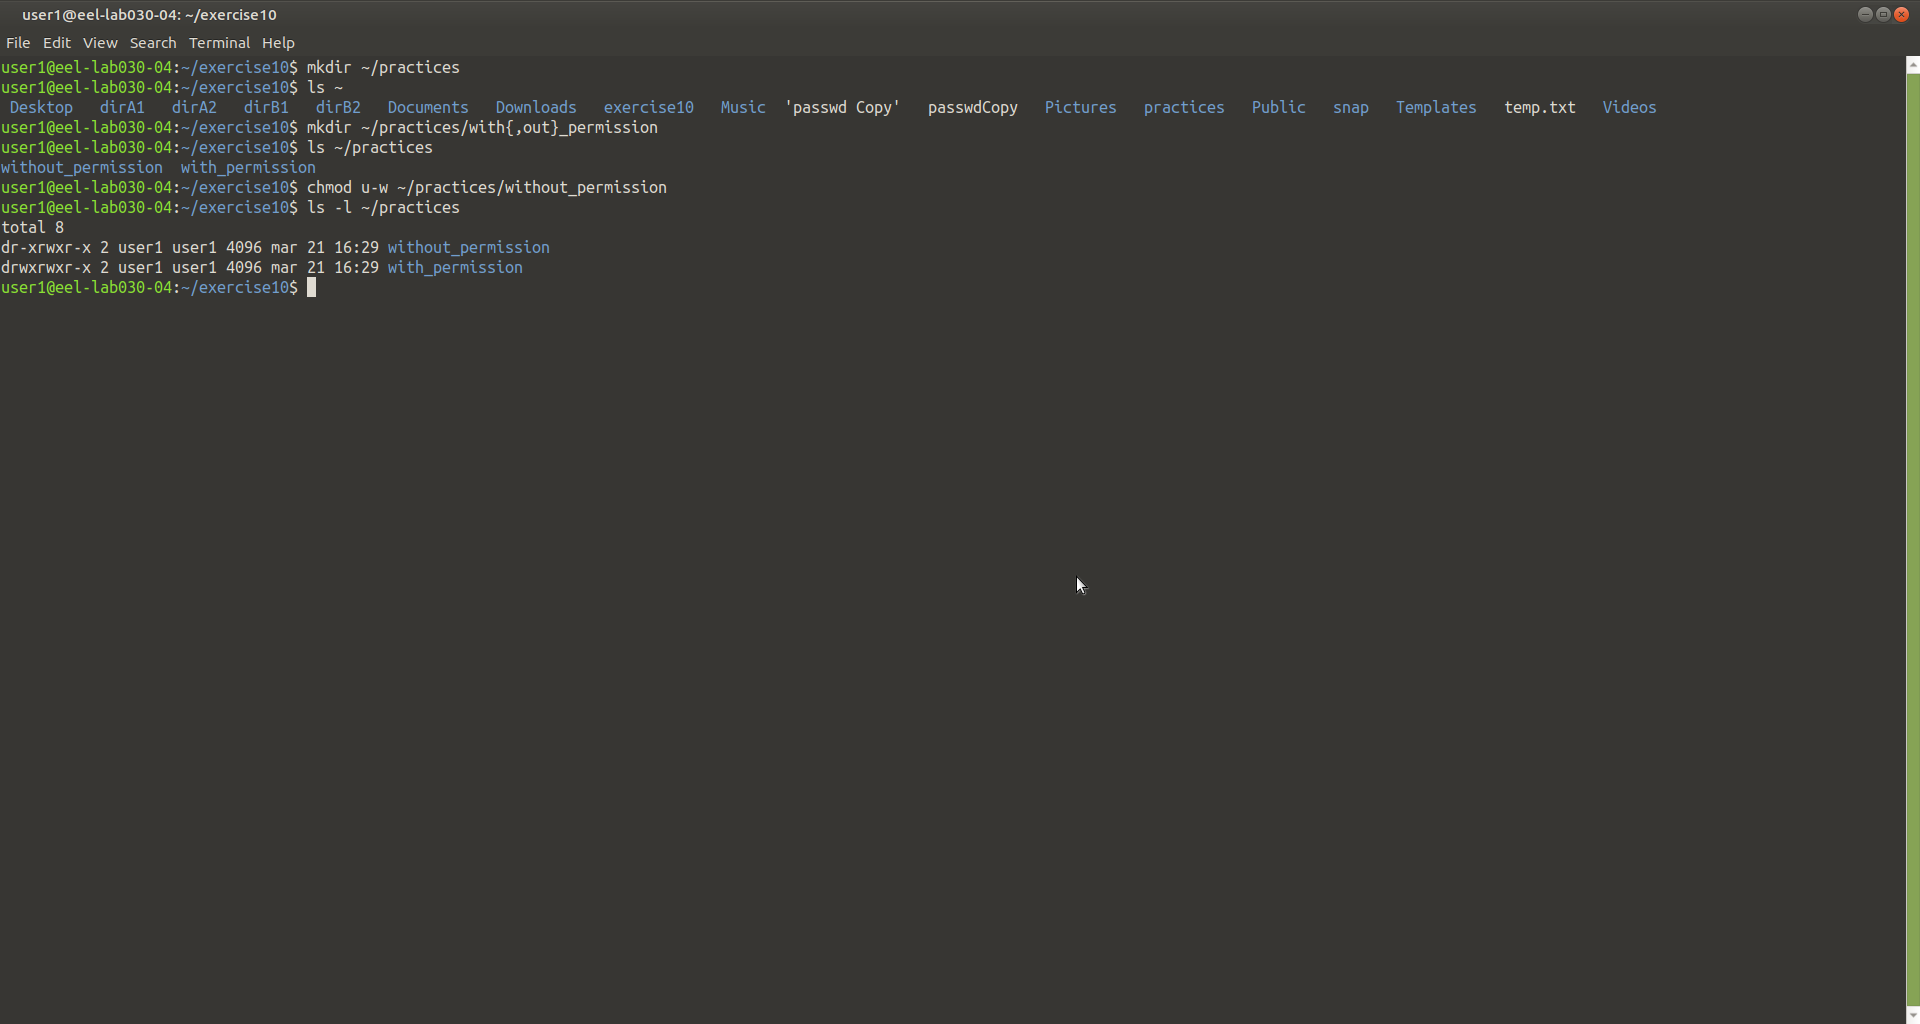 user1@eel-lab030-04: ~/exercise10
File Edit View Search Terminal Help
user1@eel-lab030-04:~/exercise10$ mkdir ~/practices
user1@eel-lab030-04:~/exercise10$ ls ~
Desktop dirA1 dirA2 dirB1 dirB2 Documents Downloads exercise10 Music 'passwd Copy' passwdCopy Pictures practices Public snap Templates temp.txt Videos
user1@eel-lab030-04:~/exercise10$ mkdir ~/practices/with{,out}_permission
user1@eel-lab030-04:~/exercise10$ ls ~/practices
without_permission with_permission
user1@eel-lab030-04:~/exercise10$ chmod u-w ~/practices/without_permission
user1@eel-lab030-04:~/exercise10$ ls -l ~/practices
total 8
dr-xrwxr-x 2 user1 user1 4096 mar 21 16:29 without_permission
drwxrwxr-x 2 user1 user1 4096 mar 21 16:29 with_permission
user1@eel-lab030-04:~/exercise10$